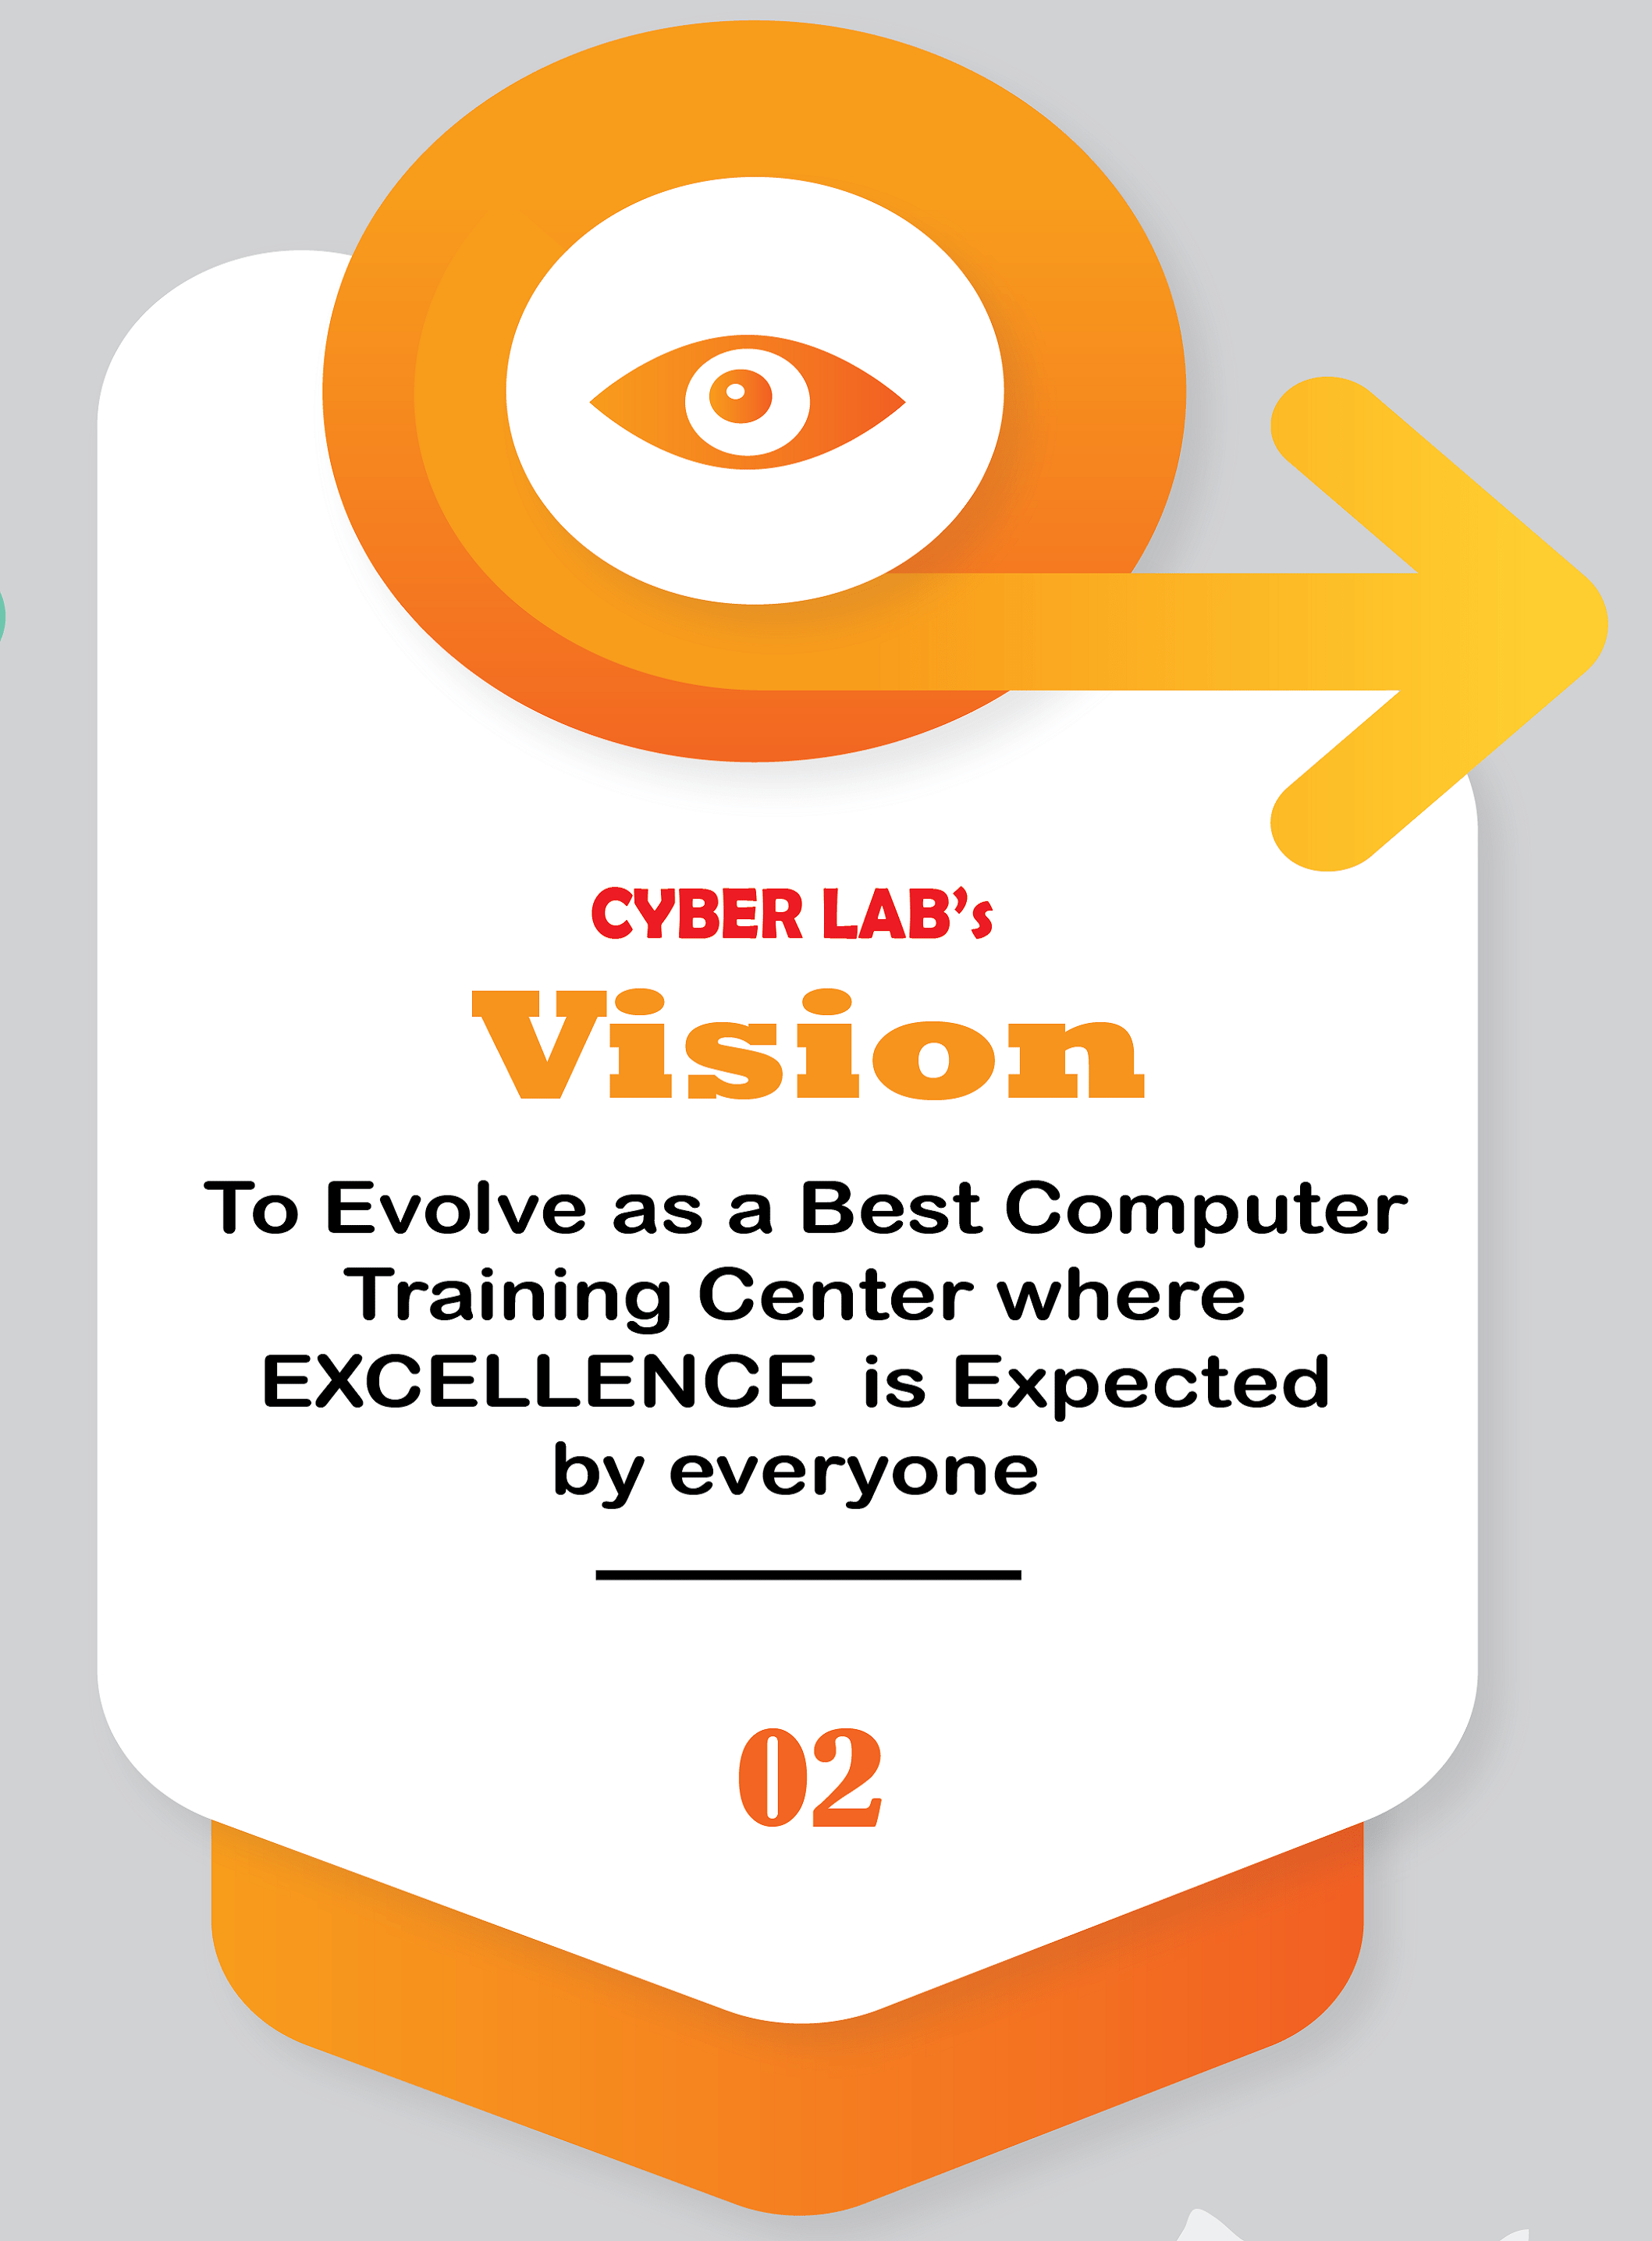 CYBER LAB's
Vision
To Evolve as a Best Computer
Training Center where
EXCELLENCE is Expected
by everyone
02